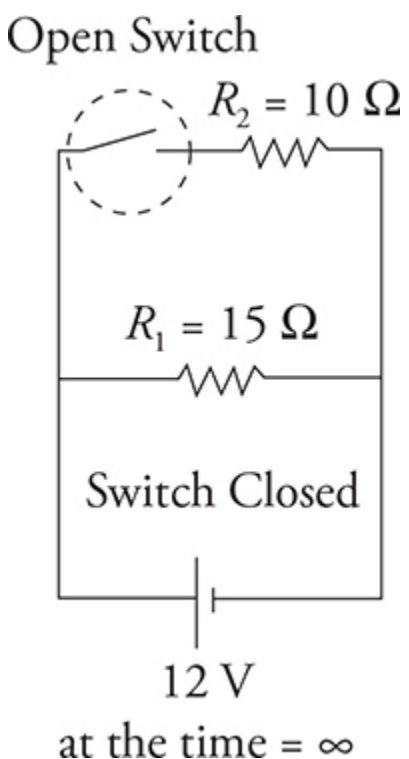 Open Switch
R₂ = 10 Ω
R₁ = 15 Ω
Switch Closed
12 V
at the time = ∞